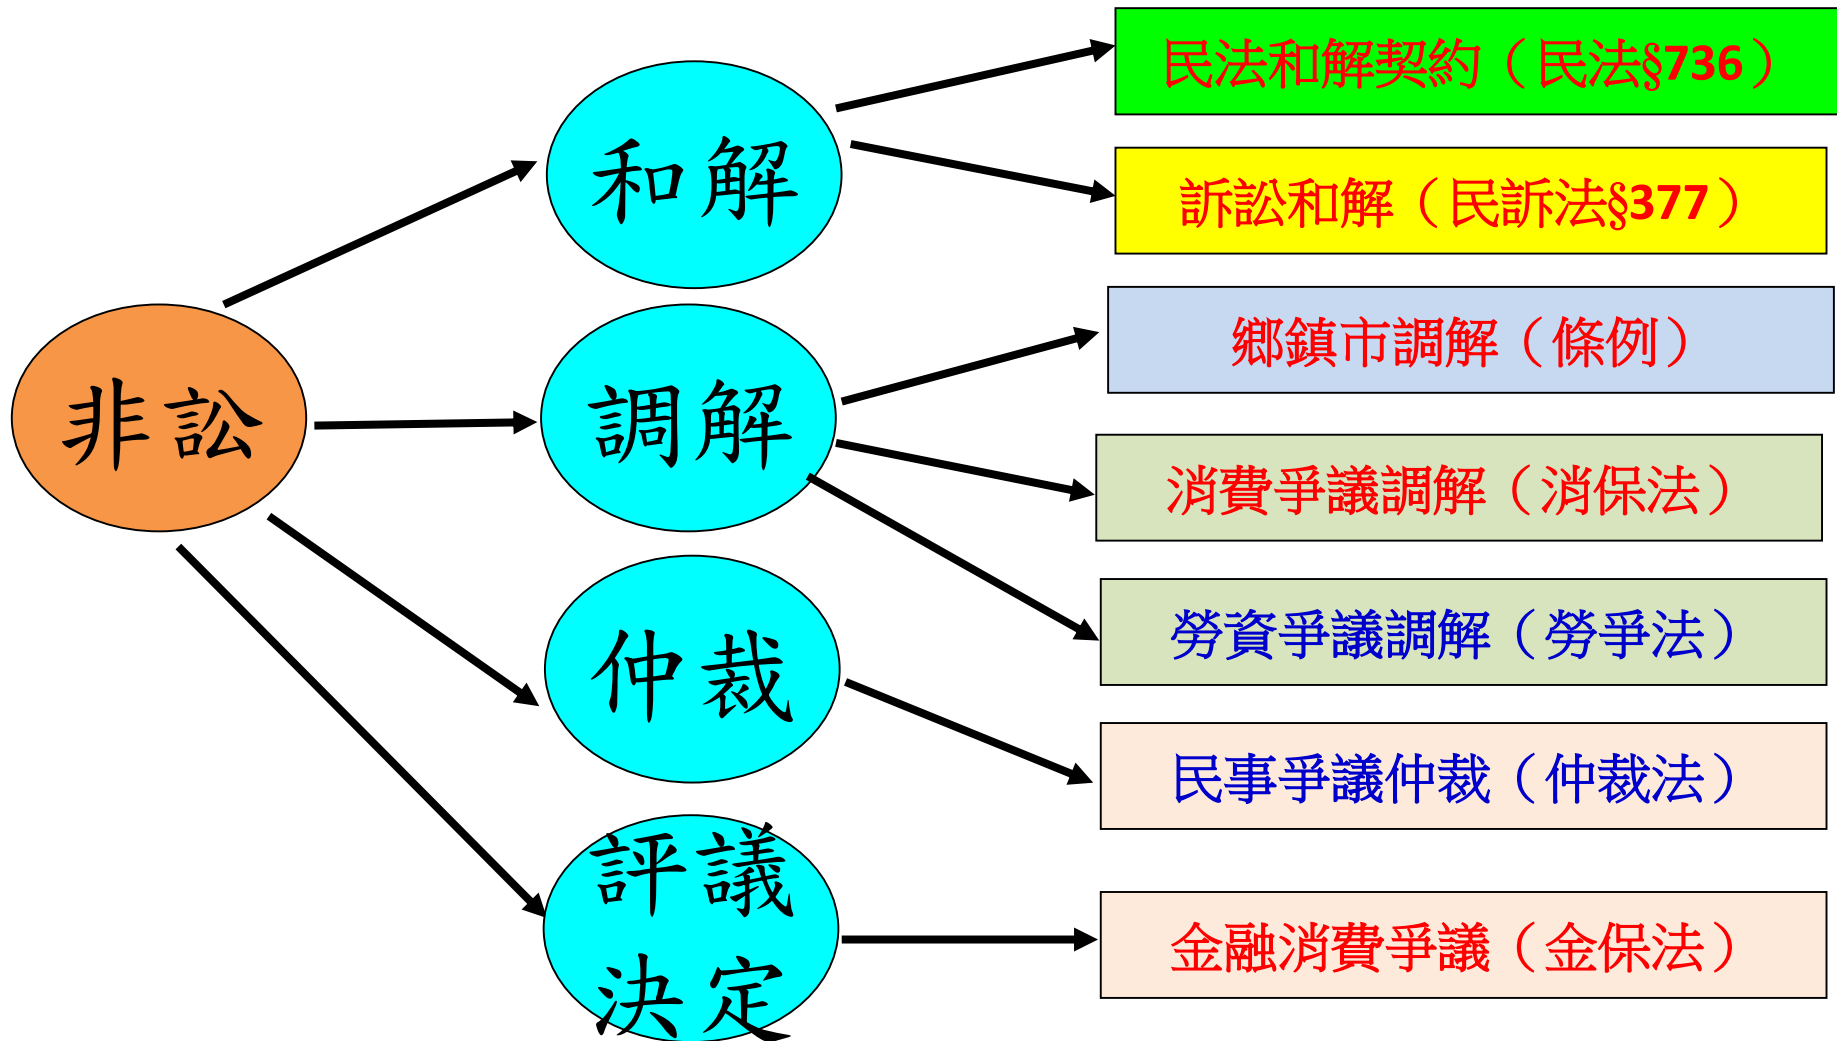 非訟
和解
調解
仲裁
評議
決定
民法和解契約（民法§736）
訴訟和解（民訴法§377）
鄉鎮市調解（條例）
消費爭議調解（消保法）
勞資爭議調解（勞爭法）
民事爭議仲裁（仲裁法）
金融消費爭議（金保法）